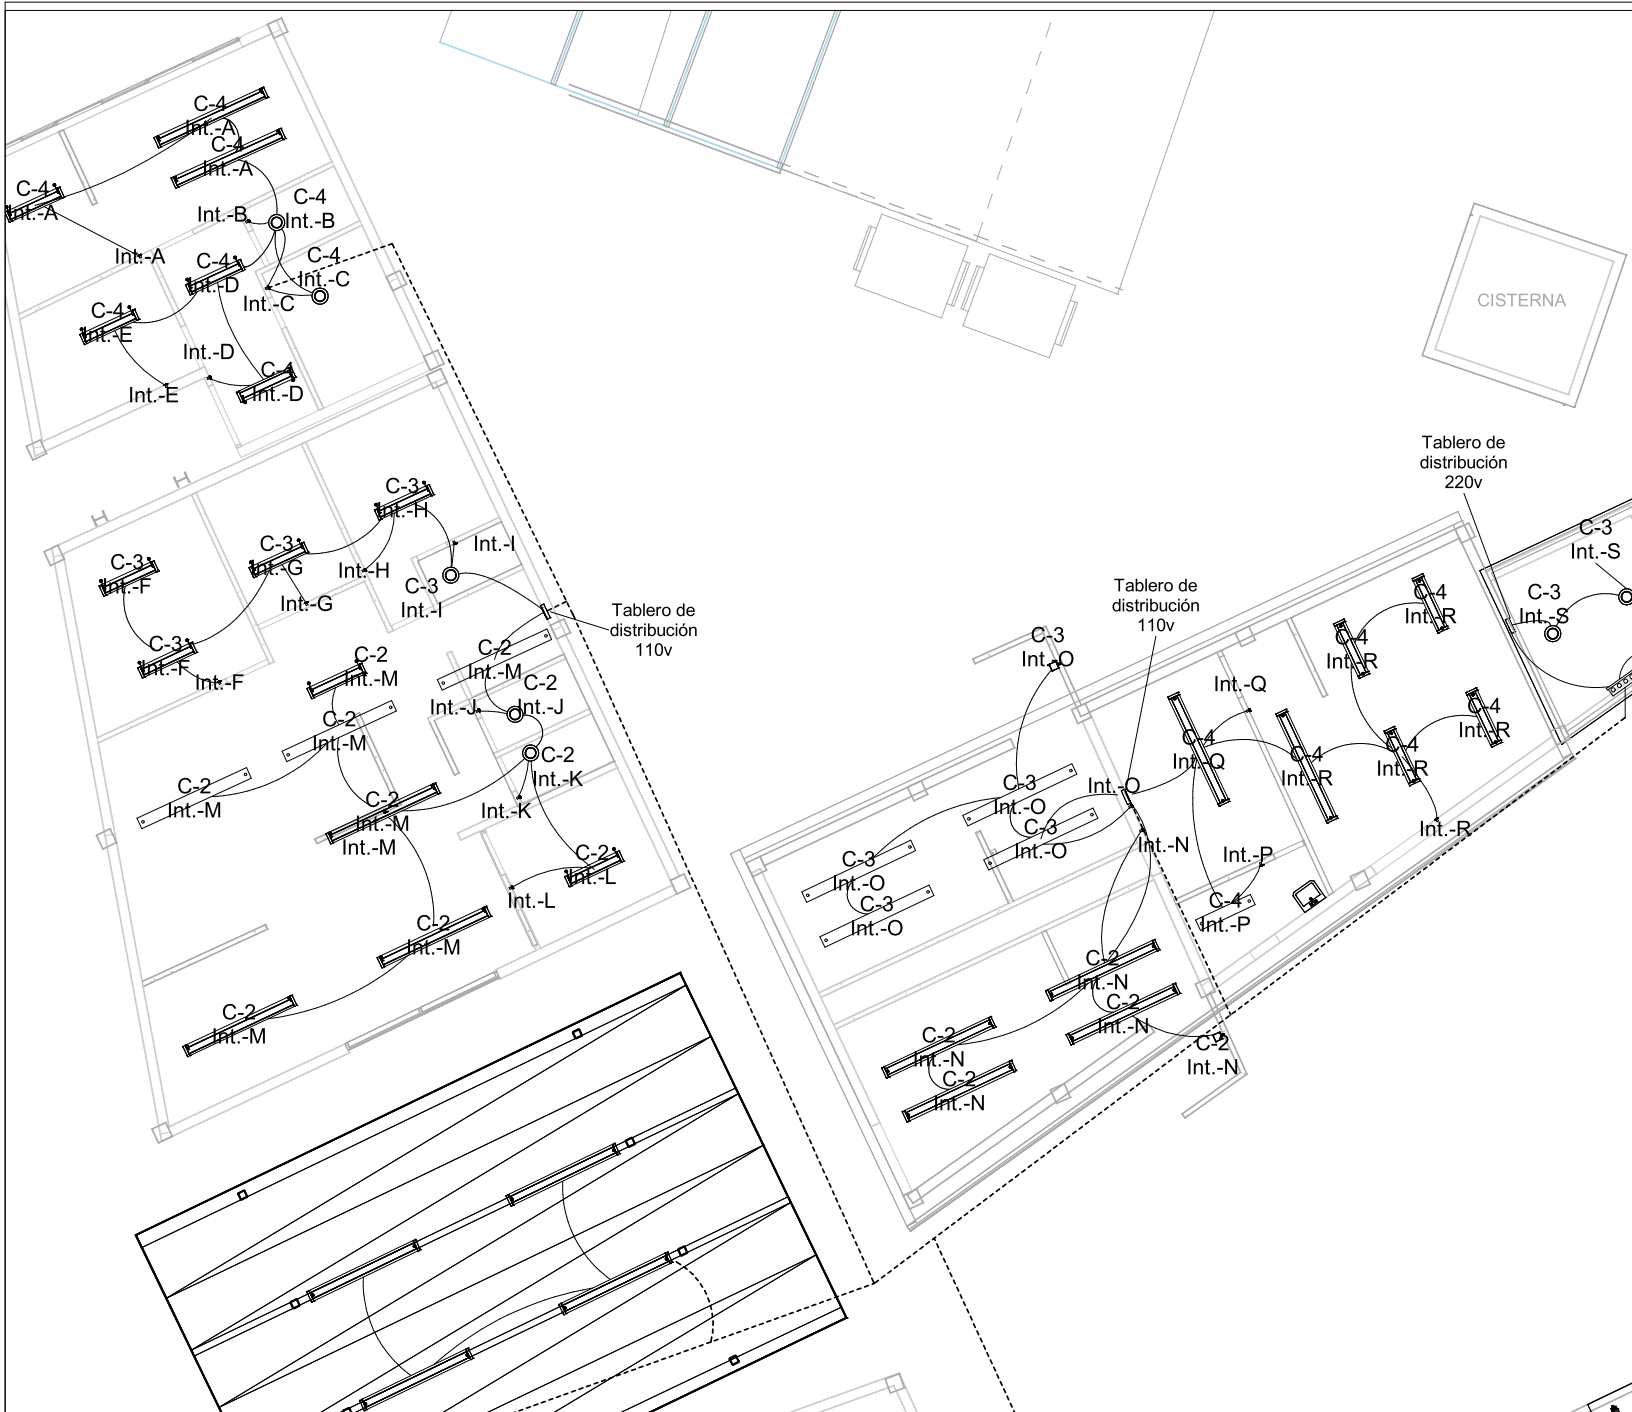 C-4
Int.-A
C-4
Int.-A
C-4
Int.-A
Int.-A
Int.-B
C-4
Int.-B
C-4
Int.-C
Int.-C
C-4
Int.-D
C-4
Int.-E
Int.-D
Int.-E
C-4
Int.-D
CISTERNA
Tablero de
distribución
220v
C-3
Int.-H
Int.-I
C-3
Int.-G
Int.-H
C-3
Int.-F
Int.-G
C-3
Int.-I
Tablero de
distribución
110v
C-3
Int.-F
Int.-F
C-2
Int.-M
C-2
Int.-M
C-2
Int.-J
Int.-J
C-2
Int.-M
C-2
Int.-K
Int.-K
C-2
Int.-M
C-2
Int.-M
Int.-M
C-2
Int.-L
Int.-L
C-2
Int.-M
C-2
Int.-M
Tablero de
distribución
110v
C-3
Int.-O
C-3
Int.-S
C-3
Int.-S
C-4
Int.-R
C-4
Int.-R
Int.-Q
C-4
Int.-Q
C-4
Int.-R
C-4
Int.-R
C-4
Int.-R
Int.-R
Int.-O
C-3
Int.-O
C-3
Int.-O
C-3
Int.-O
C-3
Int.-O
Int.-N
Int.-P
C-4
Int.-P
C-2
Int.-N
C-2
Int.-N
C-2
Int.-N
C-2
Int.-N
C-2
Int.-N